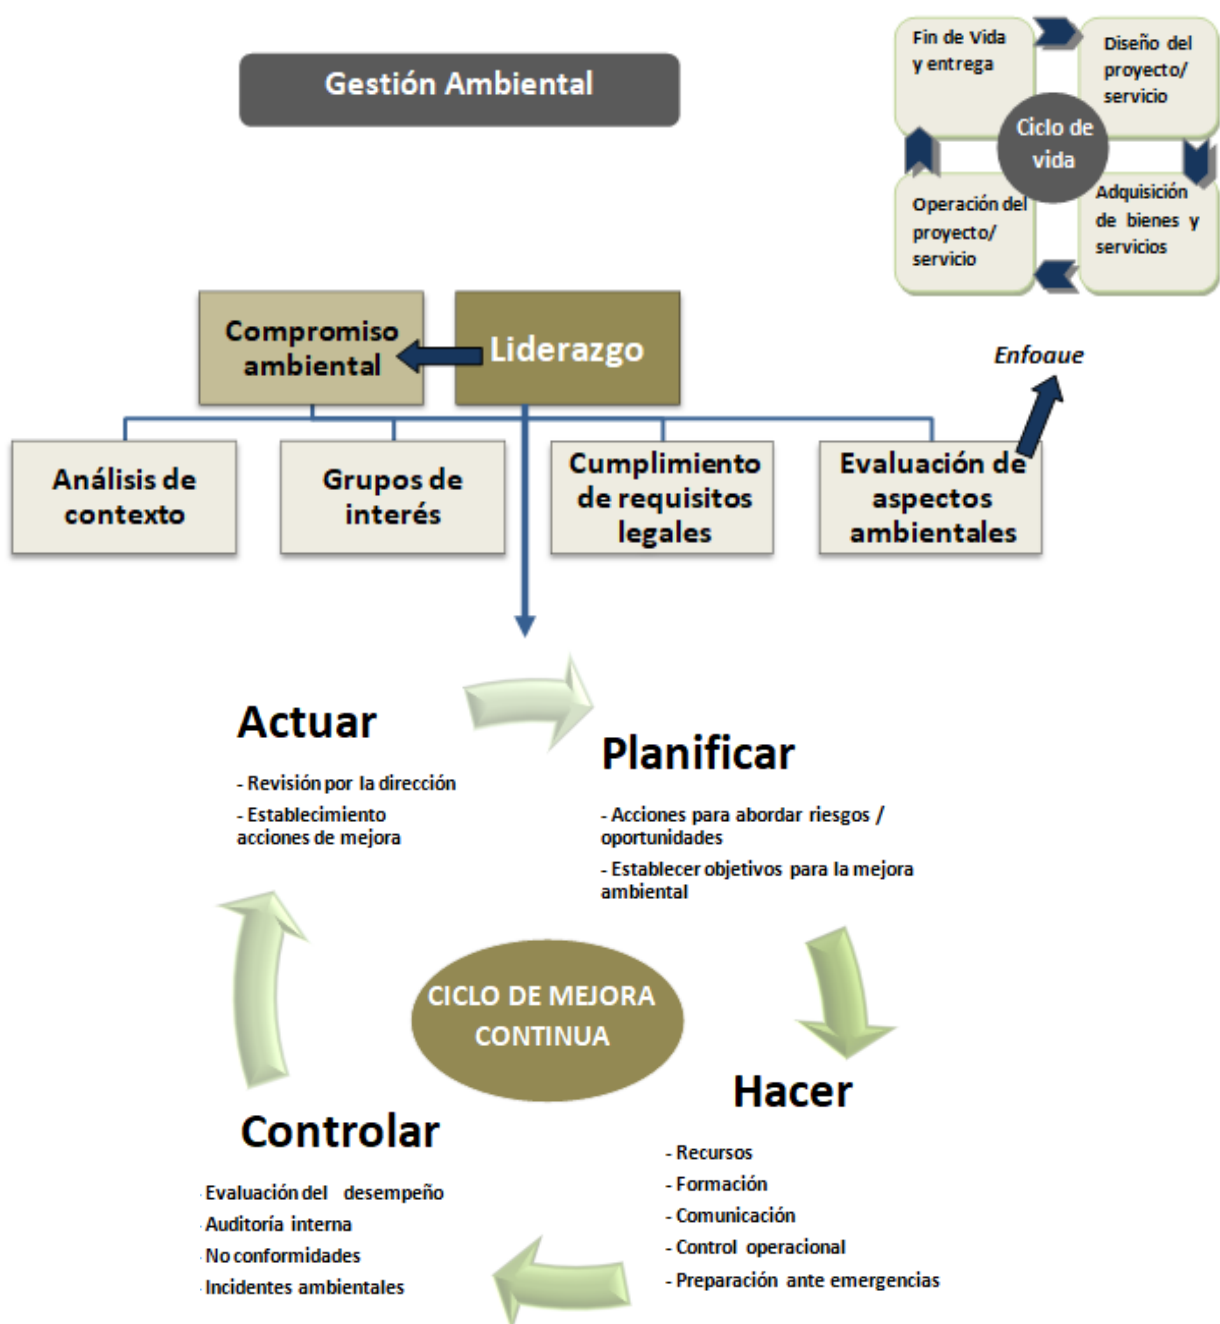 Gestión Ambiental
Fin de Vida
y entrega
Diseño del
proyecto/
servicio
Ciclo de
vida
Operación del
proyecto/
servicio
Adquisición
de bienes y
servicios
Compromiso
ambiental
Liderazgo
Enfoque
Análisis de
contexto
Grupos de
interés
Cumplimiento
de requisitos
legales
Evaluación de
aspectos
ambientales
Actuar
- Revisión por la dirección
- Establecimiento
acciones de mejora
Planificar
- Acciones para abordar riesgos /
oportunidades
- Establecer objetivos para la mejora
ambiental
CICLO DE MEJORA
CONTINUA
Hacer
- Recursos
- Formación
- Comunicación
- Control operacional
- Preparación ante emergencias
Controlar
- Evaluación del desempeño
- Auditoría interna
- No conformidades
- Incidentes ambientales